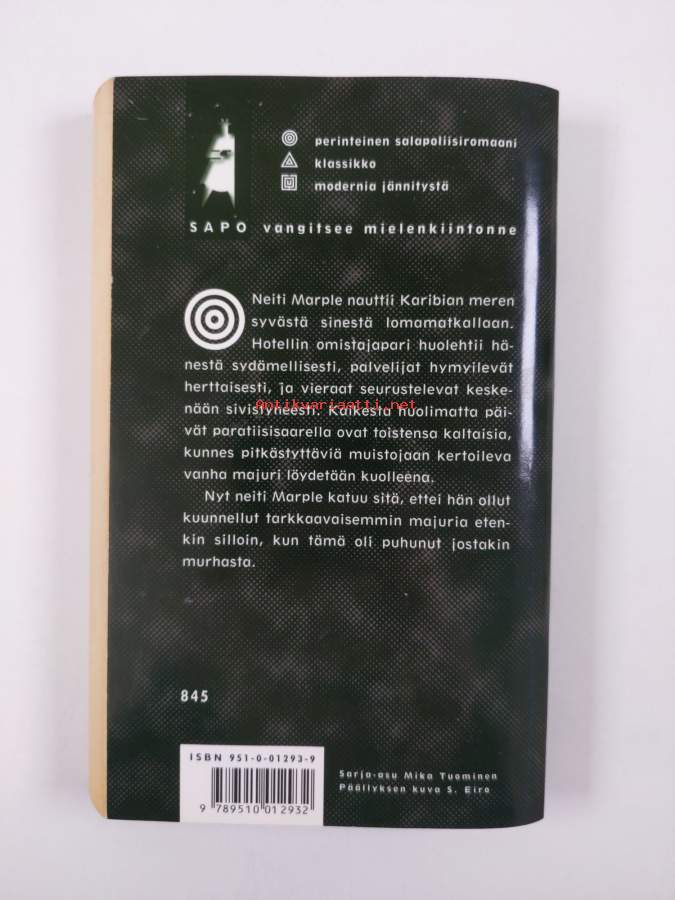 perinteinen salapoliisiromaani
klassikko
modernia jännitystä
SAPO vangitsee mielenkiintonne
Neiti Marple nauttii Karibian meren
syvästä sinestä lomamatkallaan.
Hotellin omistajapari huolehtii hä-
nestä sydämellisesti, palvelijat hymyilevät
herttaisesti, ja vieraat seurustelevat keske-
nään sivistyneesti. Kaikesta huolimatta päi-
Antikvariaatti.net
vät paratiisisaarella ovat toistensa kaltaisia,
kunnes pitkästyttäviä muistojaan kertoileva
vanha majuri löydetään kuolleena.
Nyt neiti Marple katuu sitä, ettei hän ollut
kuunnellut tarkkaavaisemmin majuria eten-
kin silloin, kun tämä oli puhunut jostakin
murhasta.
845
ISBN 951-0-01293-9
9 789510 012932
Sarja-asu Mika Tuominen
Päällyksen kuva S. Eiro